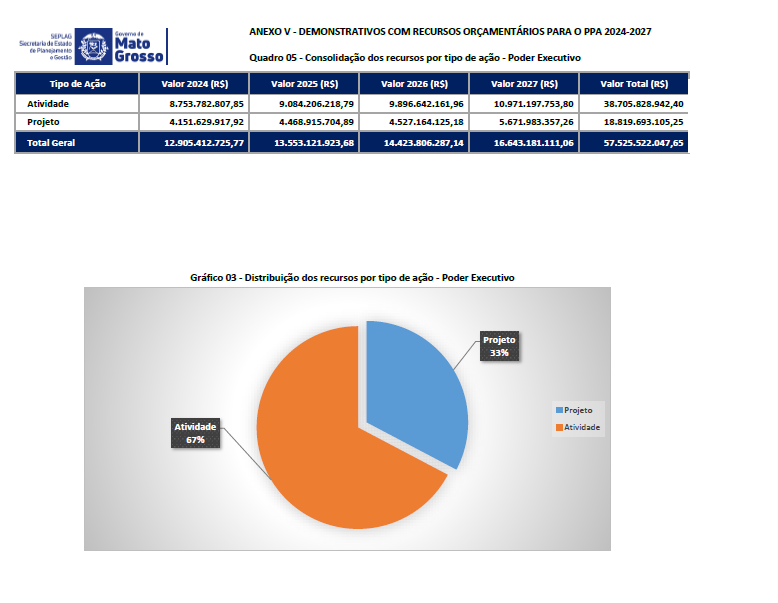 SEPLAG
Secretaria de Estado
de Planejamento
e Gestão
Governo de
Mato
Grosso
ANEXO V - DEMONSTRATIVOS COM RECURSOS ORÇAMENTÁRIOS PARA O PPA 2024-2027
Quadro 05 - Consolidação dos recursos por tipo de ação - Poder Executivo
Tipo de Ação Valor 2024 (R$) Valor 2025 (R$) Valor 2026 (R$) Valor 2027 (R$) Valor Total (R$)
Atividade 8.753.782.807,85 9.084.206.218,79 9.896.642.161,96 10.971.197.753,80 38.705.828.942,40
Projeto 4.151.629.917,92 4.468.915.704,89 4.527.164.125,18 5.671.983.357,26 18.819.693.105,25
Total Geral 12.905.412.725,77 13.553.121.923,68 14.423.806.287,14 16.643.181.111,06 57.525.522.047,65
Gráfico 03 - Distribuição dos recursos por tipo de ação - Poder Executivo
Projeto
33%
Atividade
67%
Projeto
Atividade